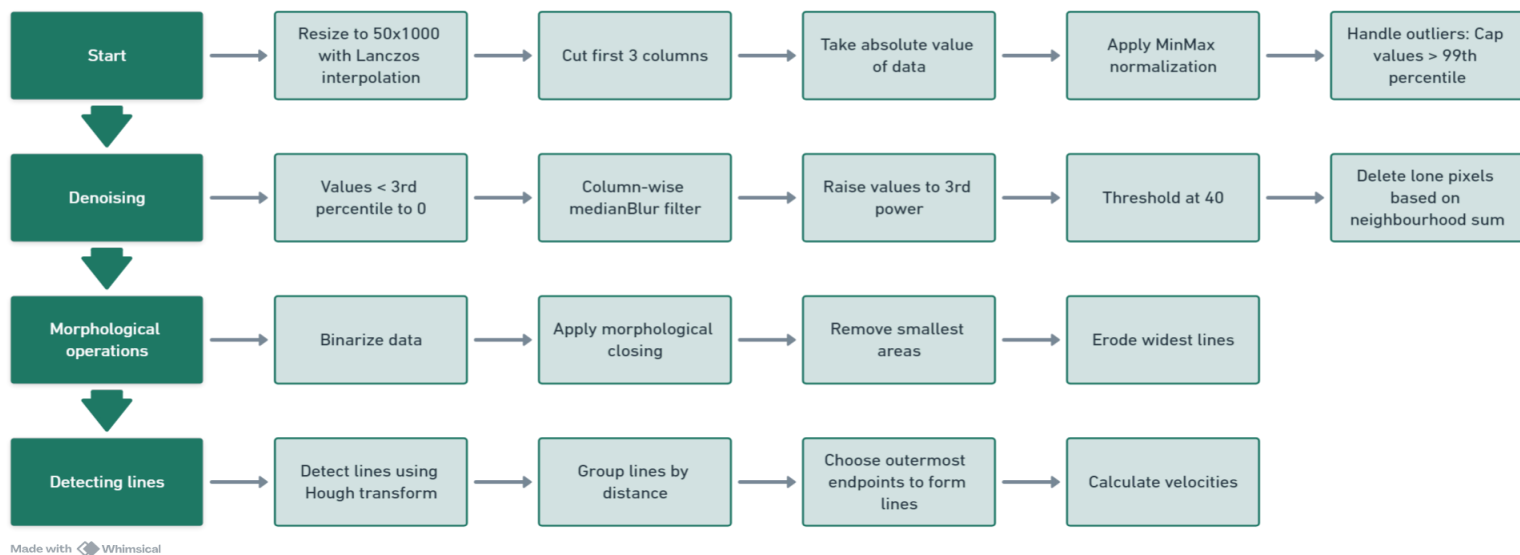 Start
Resize to 50x1000
with Lanczos
interpolation
Cut first 3 columns
Take absolute value
of data
Apply MinMax
normalization
Handle outliers: Cap
values > 99th
percentile
Denoising
Values < 3rd
percentile to 0
Column-wise
medianBlur filter
Raise values to 3rd
power
Threshold at 40
Delete lone pixels
based on
neighbourhood sum
Morphological
operations
Binarize data
Apply morphological
closing
Remove smallest
areas
Erode widest lines
Detecting lines
Detect lines using
Hough transform
Group lines by
distance
Choose outermost
endpoints to form
lines
Calculate velocities
Made with Whimsical